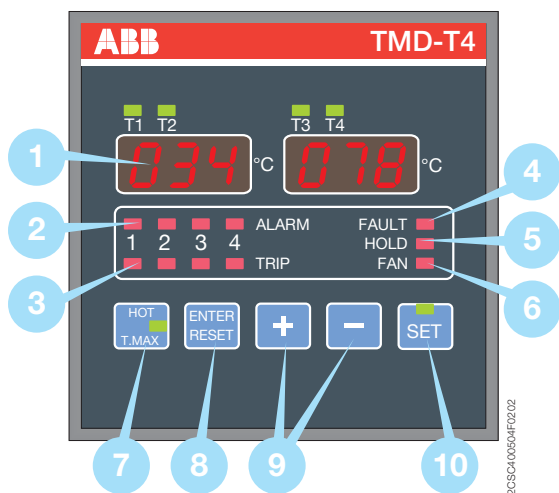 ABB TMD-T4
T1 T2 T3 T4
1 034 °C 078 °C
4
2 ALARM FAULT
1 2 3 4 HOLD 5
3 TRIP FAN 6
HOT T.MAX
ENTER RESET
+
−
SET
7 8 9 10
2CSC400504F0202